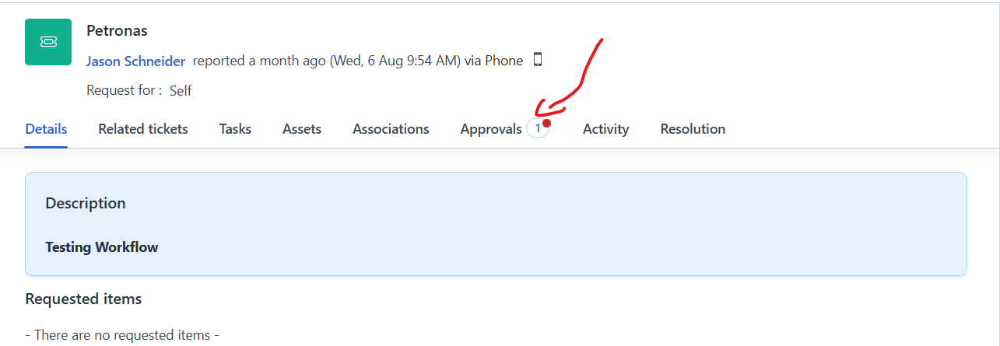 Petronas
Jason Schneider reported a month ago (Wed, 6 Aug 9:54 AM) via Phone
Request for : Self
Details Related tickets Tasks Assets Associations Approvals 1 Activity Resolution
Description
Testing Workflow
Requested items
- There are no requested items -